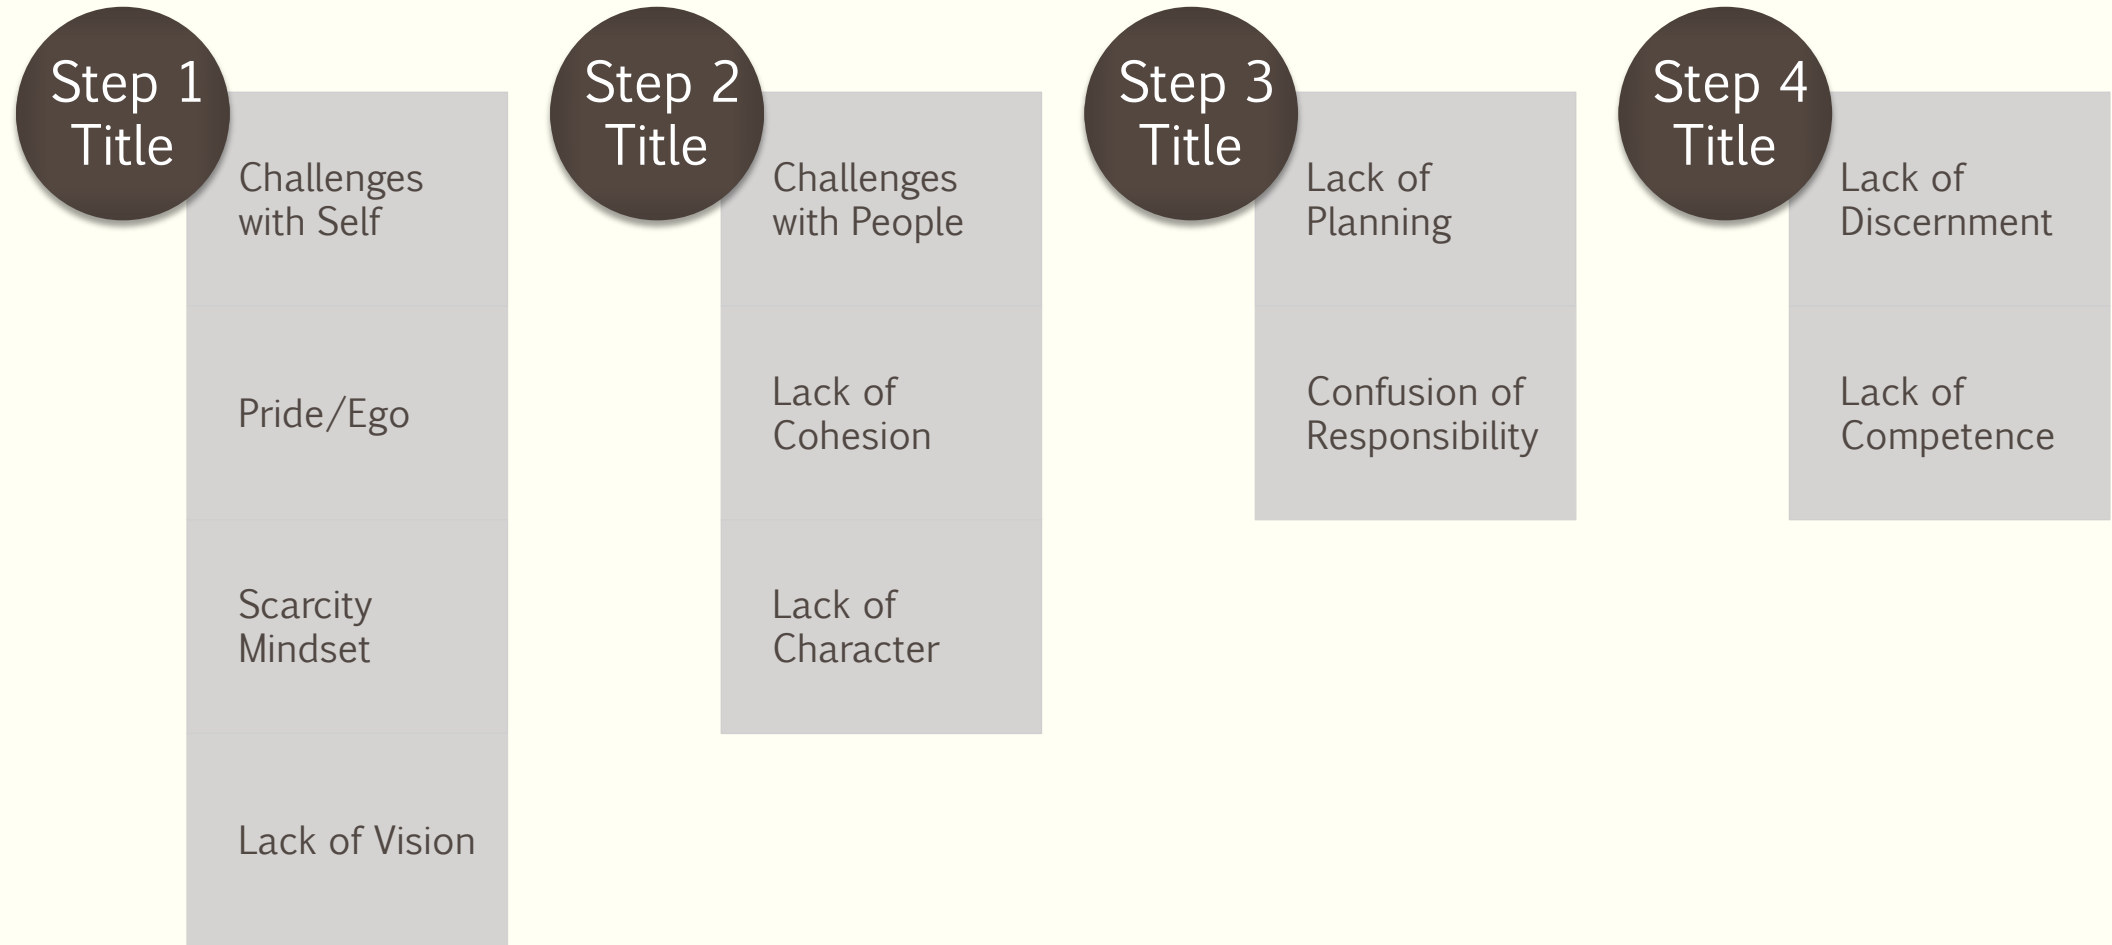 Step 1
Title
Challenges
with Self
Pride/Ego
Scarcity
Mindset
Lack of Vision
Step 2
Title
Challenges
with People
Lack of
Cohesion
Lack of
Character
Step 3
Title
Lack of
Planning
Confusion of
Responsibility
Step 4
Title
Lack of
Discernment
Lack of
Competence